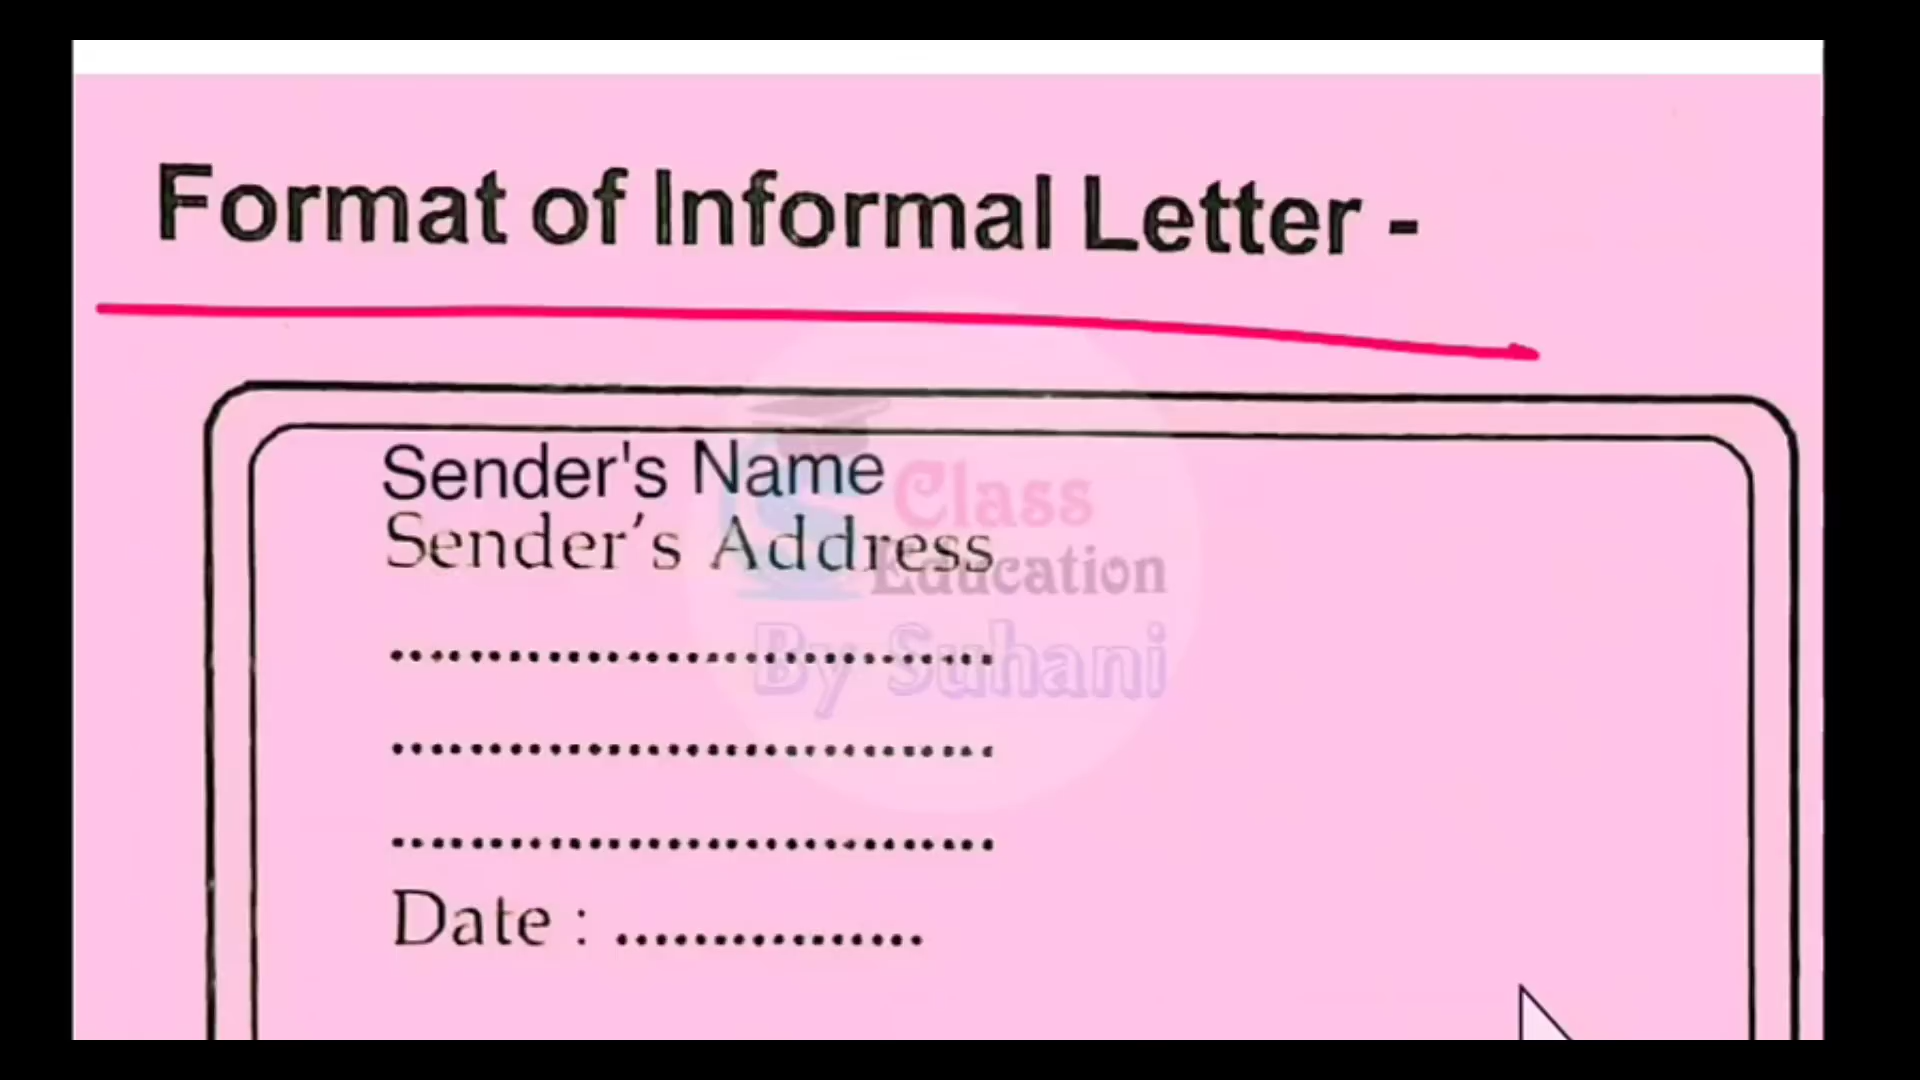 Format of Informal Letter -
Sender's Name
Sender’s Address
Class
Education
By Suhani
..............................
..............................
..............................
Date : ................